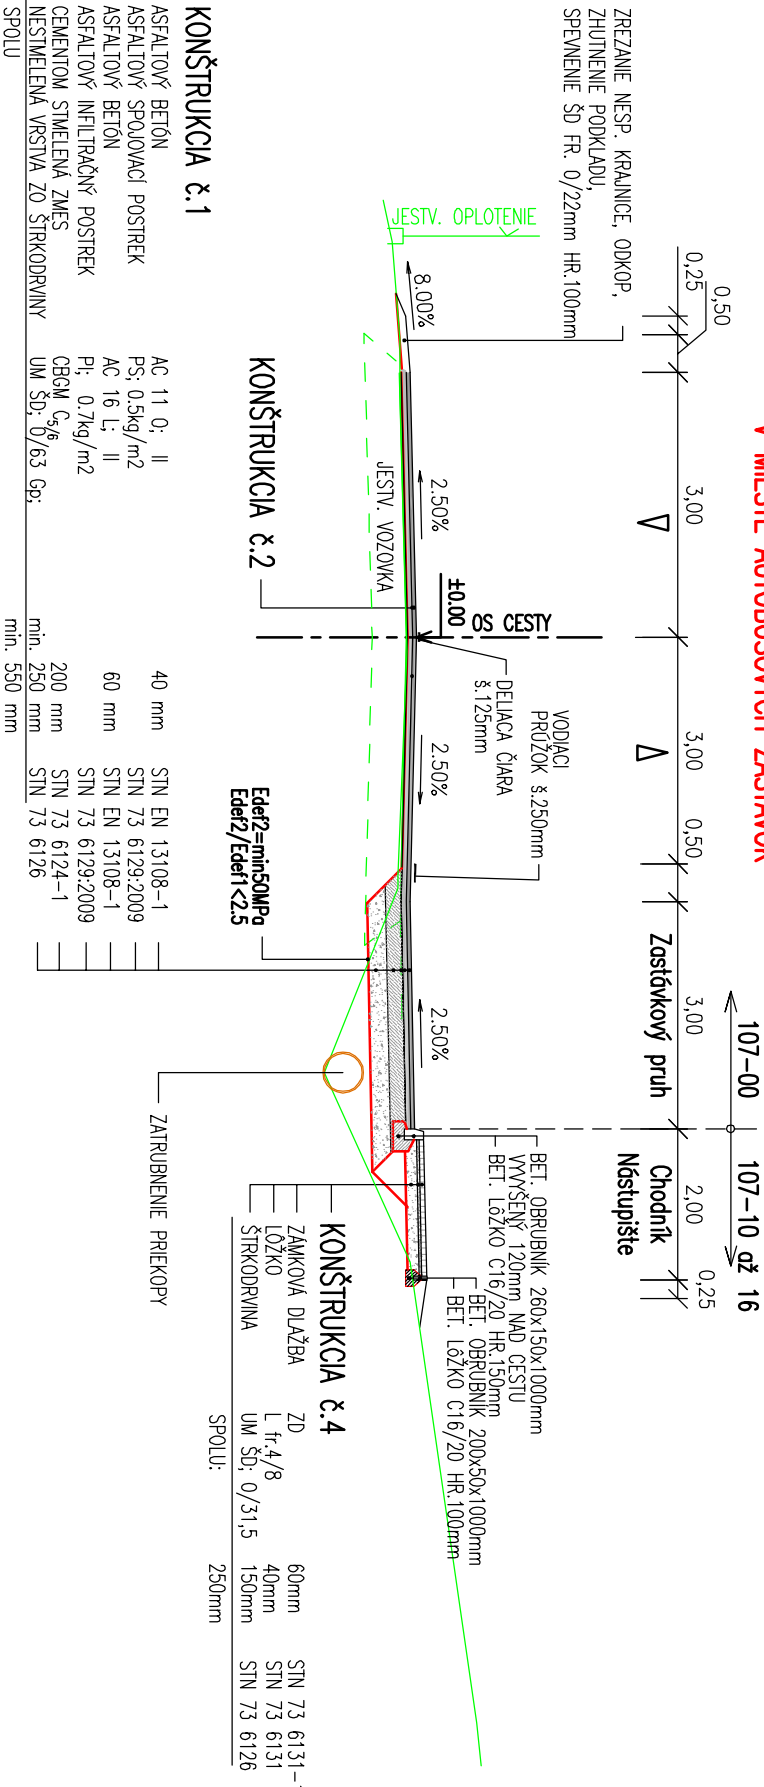 V MIESTE AUTOBUSOVÝCH ZASTÁVOK
107-00
107-10 až 16
0,50
0,25
3,00
3,00
0,50
Zastávkový pruh
3,00
Chodník
Nástupište
2,00
0,25
ZREZANIE NESP. KRAJNICE, ODKOP,
ZHUTNENIE PODKLADU,
SPEVNENIE ŠD FR. 0/22mm HR.100mm
JESTV. OPLOTENIE
8.00%
2.50%
±0.00
OS CESTY
JESTV. VOZOVKA
KONŠTRUKCIA č.2
VODIACI
PRÚŽOK š.250mm
DELIACA ČIARA
š.125mm
2.50%
2.50%
Edef2=min50MPa
Edef2/Edef1<2.5
BET. OBRUBNÍK 260x150x1000mm
VYVÝŠENÝ 120mm NAD CESTU
BET. LÔŽKO C16/20 HR.150mm
BET. OBRUBNÍK 200x50x1000mm
BET. LÔŽKO C16/20 HR.100mm
ZATRUBNENIE PRIEKOPY
KONŠTRUKCIA č.4
ZÁMKOVÁ DLAŽBA ZD 60mm STN 73 6131-
LÔŽKO L fr.4/8 40mm STN 73 6131
ŠTRKODRVINA UM ŠD; 0/31,5 150mm STN 73 6126
SPOLU: 250mm
KONŠTRUKCIA č.1
ASFALTOVÝ BETÓN AC 11 O; II 40 mm STN EN 13108-1
ASFALTOVÝ SPOJOVACÍ POSTREK PS; 0.5kg/m2 STN 73 6129:2009
ASFALTOVÝ BETÓN AC 16 L; II 60 mm STN EN 13108-1
ASFALTOVÝ INFILTRAČNÝ POSTREK PI; 0.7kg/m2 STN 73 6129:2009
CEMENTOM STMELENÁ ZMES CBGM C5/6 200 mm STN 73 6124-1
NESTMELENÁ VRSTVA ZO ŠTRKODRVINY UM ŠD; 0/63 Gp; min. 250 mm STN 73 6126
SPOLU min. 550 mm